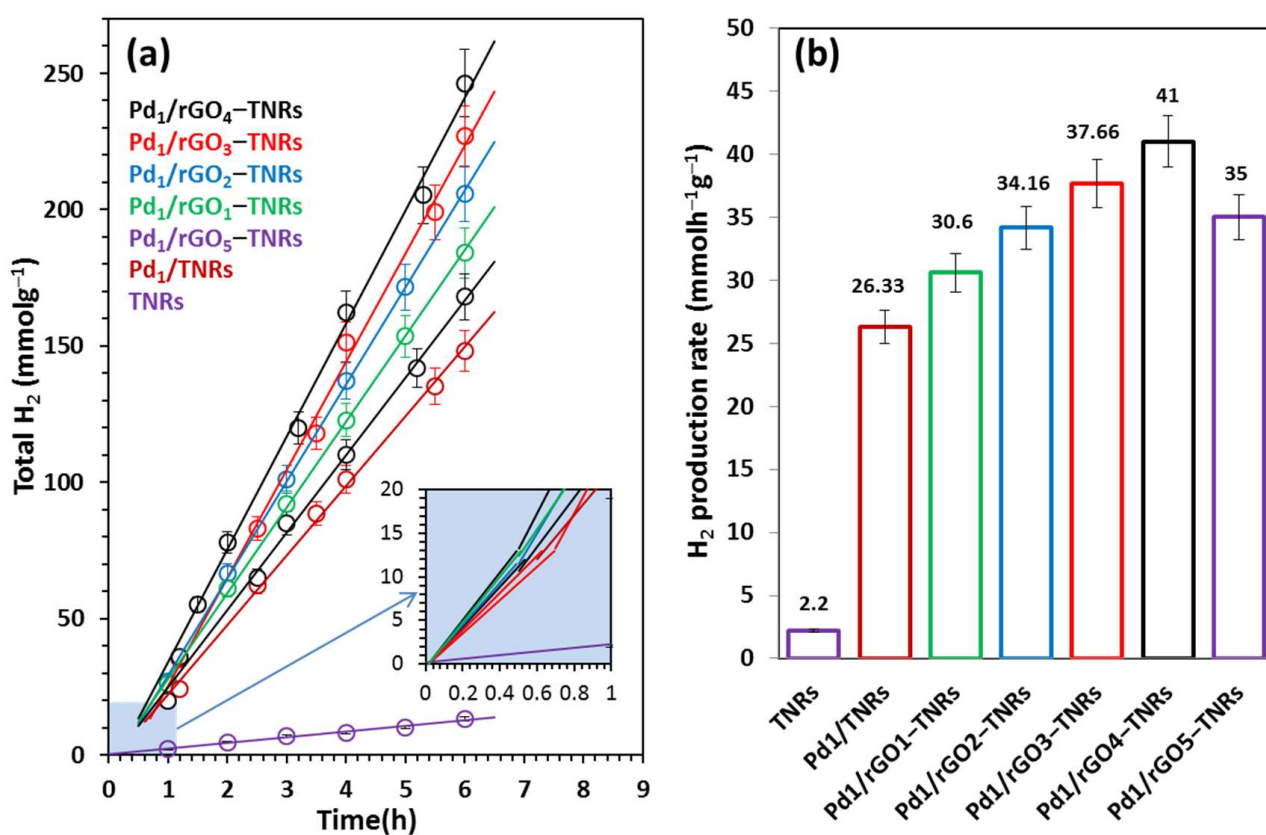 (a)
Pd₁/rGO₄–TNRs
Pd₁/rGO₃–TNRs
Pd₁/rGO₂–TNRs
Pd₁/rGO₁–TNRs
Pd₁/rGO₅–TNRs
Pd₁/TNRs
TNRs
Total H₂ (mmolg⁻¹)
250
200
150
100
50
0
0 1 2 3 4 5 6 7 8 9
Time(h)
20
15
10
5
0
0 0.2 0.4 0.6 0.8 1
(b)
H₂ production rate (mmolh⁻¹g⁻¹)
50
45
40
35
30
25
20
15
10
5
0
2.2
26.33
30.6
34.16
37.66
41
35
TNRs
Pd1/TNRs
Pd1/rGO1–TNRs
Pd1/rGO2–TNRs
Pd1/rGO3–TNRs
Pd1/rGO4–TNRs
Pd1/rGO5–TNRs